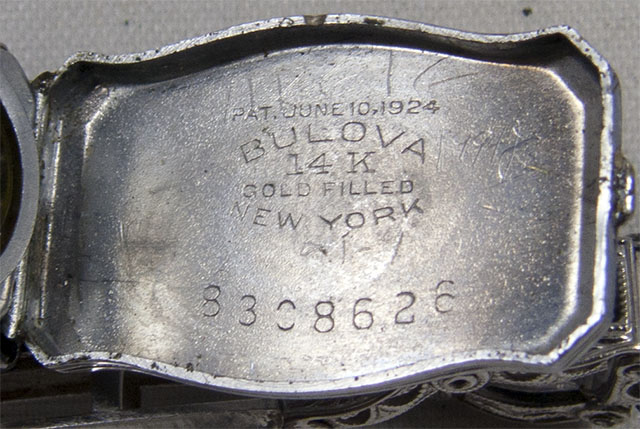 PAT. JUNE 10, 1924
BULOVA
14 K
GOLD FILLED
NEW YORK
8308626